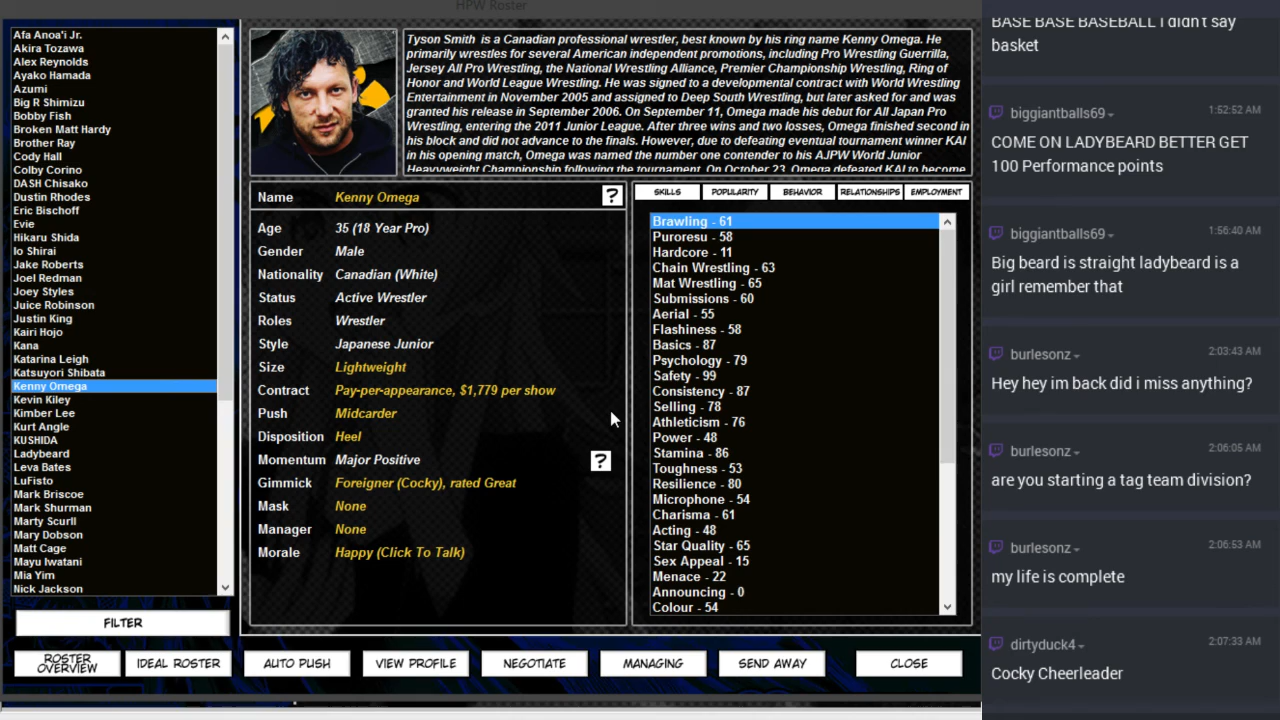 HPW Roster
Afa Anoa'i Jr.
Akira Tozawa
Alex Reynolds
Ayako Hamada
Azumi
Big R Shimizu
Bobby Fish
Broken Matt Hardy
Brother Ray
Cody Hall
Colby Corino
DASH Chisako
Dustin Rhodes
Eric Bischoff
Evie
Hikaru Shida
Io Shirai
Jake Roberts
Joel Redman
Joey Styles
Juice Robinson
Justin King
Kairi Hojo
Kana
Katarina Leigh
Katsuyori Shibata
Kenny Omega
Kevin Kiley
Kimber Lee
Kurt Angle
KUSHIDA
Ladybeard
Leva Bates
LuFisto
Mark Briscoe
Mark Shurman
Marty Scurll
Mary Dobson
Matt Cage
Mayu Iwatani
Mia Yim
Nick Jackson
FILTER
Tyson Smith is a Canadian professional wrestler, best known by his ring name Kenny Omega. He
primarily wrestles for several American independent promotions, including Pro Wrestling Guerrilla,
Jersey All Pro Wrestling, the National Wrestling Alliance, Premier Championship Wrestling, Ring of
Honor and World League Wrestling. He was signed to a developmental contract with World Wrestling
Entertainment in November 2005 and assigned to Deep South Wrestling, but later asked for and was
granted his release in September 2006. On September 11, Omega made his debut for All Japan Pro
Wrestling, entering the 2011 Junior League. After three wins and two losses, Omega finished second in
his block and did not advance to the finals. However, due to defeating eventual tournament winner KAI
in his opening match, Omega was named the number one contender to his AJPW World Junior
Heavyweight Championship following the tournament. On October 23, Omega defeated KAI to become
Name Kenny Omega ?
Age 35 (18 Year Pro)
Gender Male
Nationality Canadian (White)
Status Active Wrestler
Roles Wrestler
Style Japanese Junior
Size Lightweight
Contract Pay-per-appearance, $1,779 per show
Push Midcarder
Disposition Heel
Momentum Major Positive ?
Gimmick Foreigner (Cocky), rated Great
Mask None
Manager None
Morale Happy (Click To Talk)
SKILLS POPULARITY BEHAVIOR RELATIONSHIPS EMPLOYMENT
Brawling - 61
Puroresu - 58
Hardcore - 11
Chain Wrestling - 63
Mat Wrestling - 65
Submissions - 60
Aerial - 55
Flashiness - 58
Basics - 87
Psychology - 79
Safety - 99
Consistency - 87
Selling - 78
Athleticism - 76
Power - 48
Stamina - 86
Toughness - 53
Resilience - 80
Microphone - 54
Charisma - 61
Acting - 48
Star Quality - 65
Sex Appeal - 15
Menace - 22
Announcing - 0
Colour - 54
ROSTER OVERVIEW IDEAL ROSTER AUTO PUSH VIEW PROFILE NEGOTIATE MANAGING SEND AWAY CLOSE
BASE BASE BASEBALL I didn't say
basket
biggiantballs69 1:52:52 AM
COME ON LADYBEARD BETTER GET
100 Performance points
biggiantballs69 1:56:40 AM
Big beard is straight ladybeard is a
girl remember that
burlesonz 2:03:43 AM
Hey hey im back did i miss anything?
burlesonz 2:06:05 AM
are you starting a tag team division?
burlesonz 2:06:53 AM
my life is complete
dirtyduck4 2:07:33 AM
Cocky Cheerleader